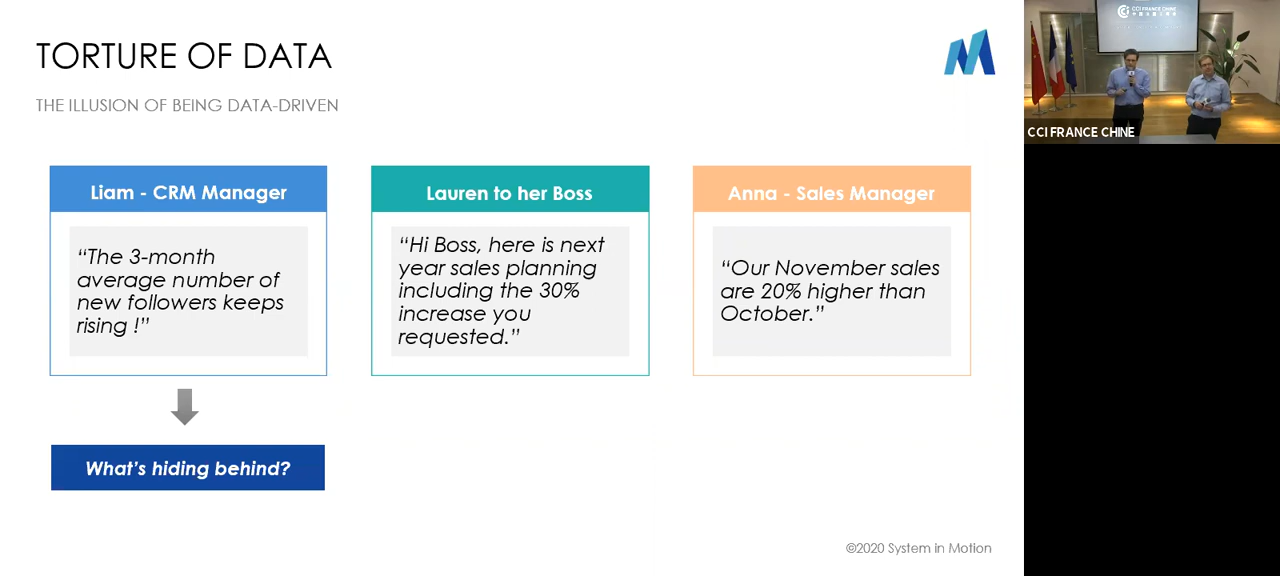 TORTURE OF DATA
THE ILLUSION OF BEING DATA-DRIVEN
Liam - CRM Manager
“The 3-month
average number of
new followers keeps
rising !”
What’s hiding behind?
Lauren to her Boss
“Hi Boss, here is next
year sales planning
including the 30%
increase you
requested.”
Anna - Sales Manager
“Our November sales
are 20% higher than
October.”
©2020 System in Motion
CCI FRANCE CHINE
CCI FRANCE CHINE